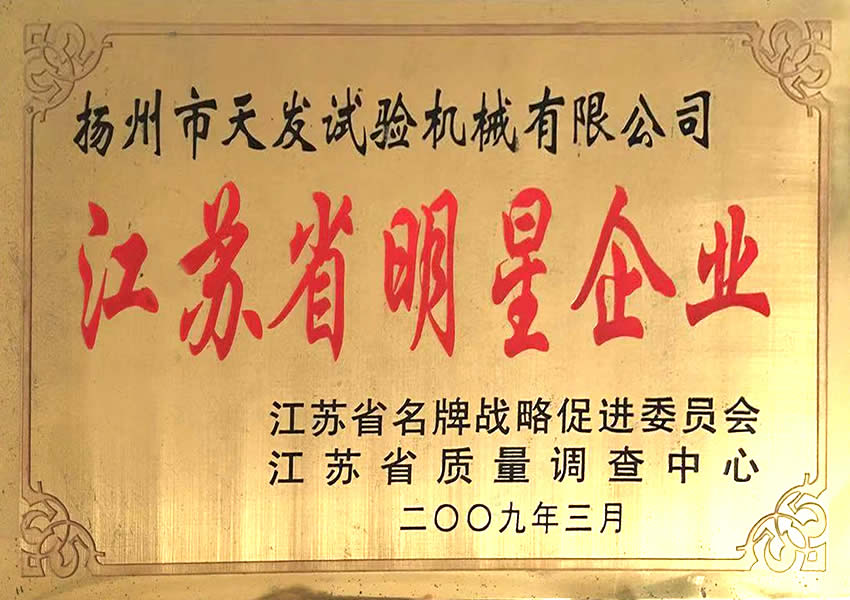 扬州市天发试验机械有限公司
江苏省明星企业
江苏省名牌战略促进委员会
江苏省质量调查中心
二〇〇九年三月